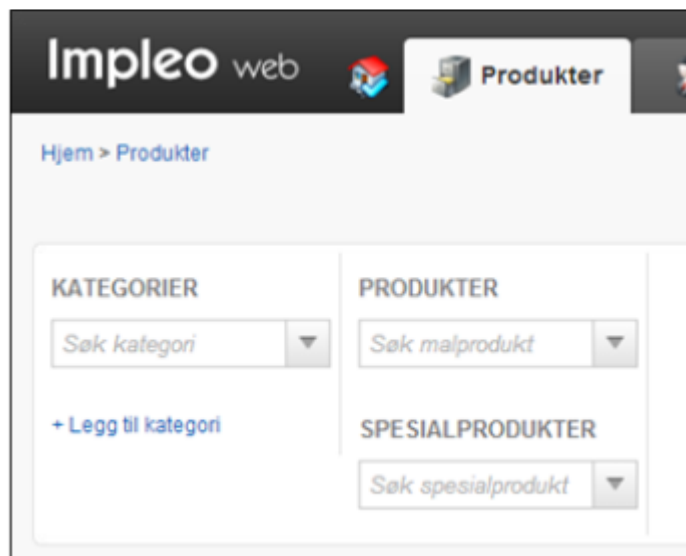 Impleo web
Produkter
Hjem > Produkter
KATEGORIER
Søk kategori
+ Legg til kategori
PRODUKTER
Søk malprodukt
SPESIALPRODUKTER
Søk spesialprodukt